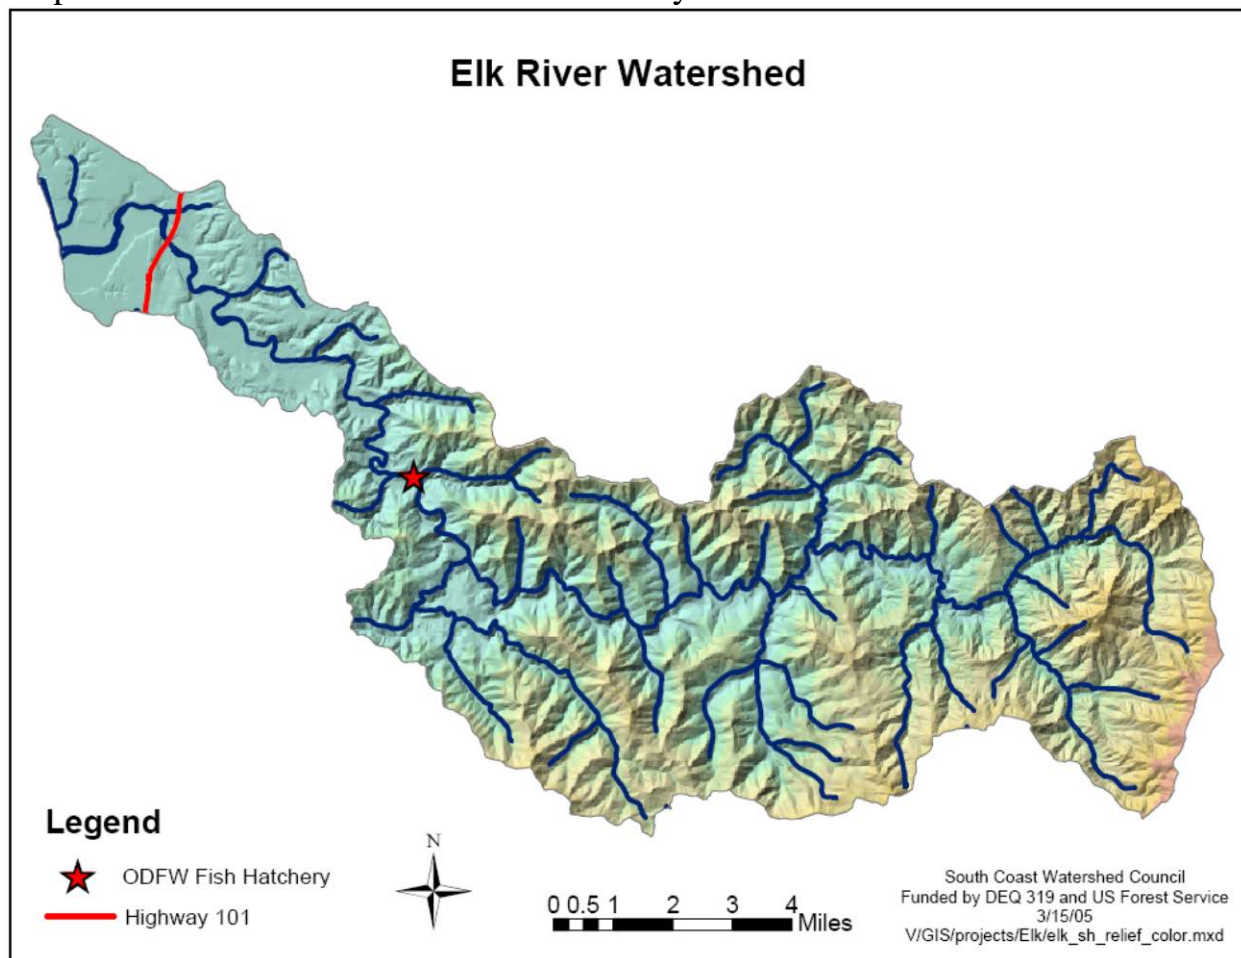 Elk River Watershed
Legend
ODFW Fish Hatchery
Highway 101
N
0 0.5 1 2 3 4
Miles
South Coast Watershed Council
Funded by DEQ 319 and US Forest Service
3/15/05
V/GIS/projects/Elk/elk_sh_relief_color.mxd